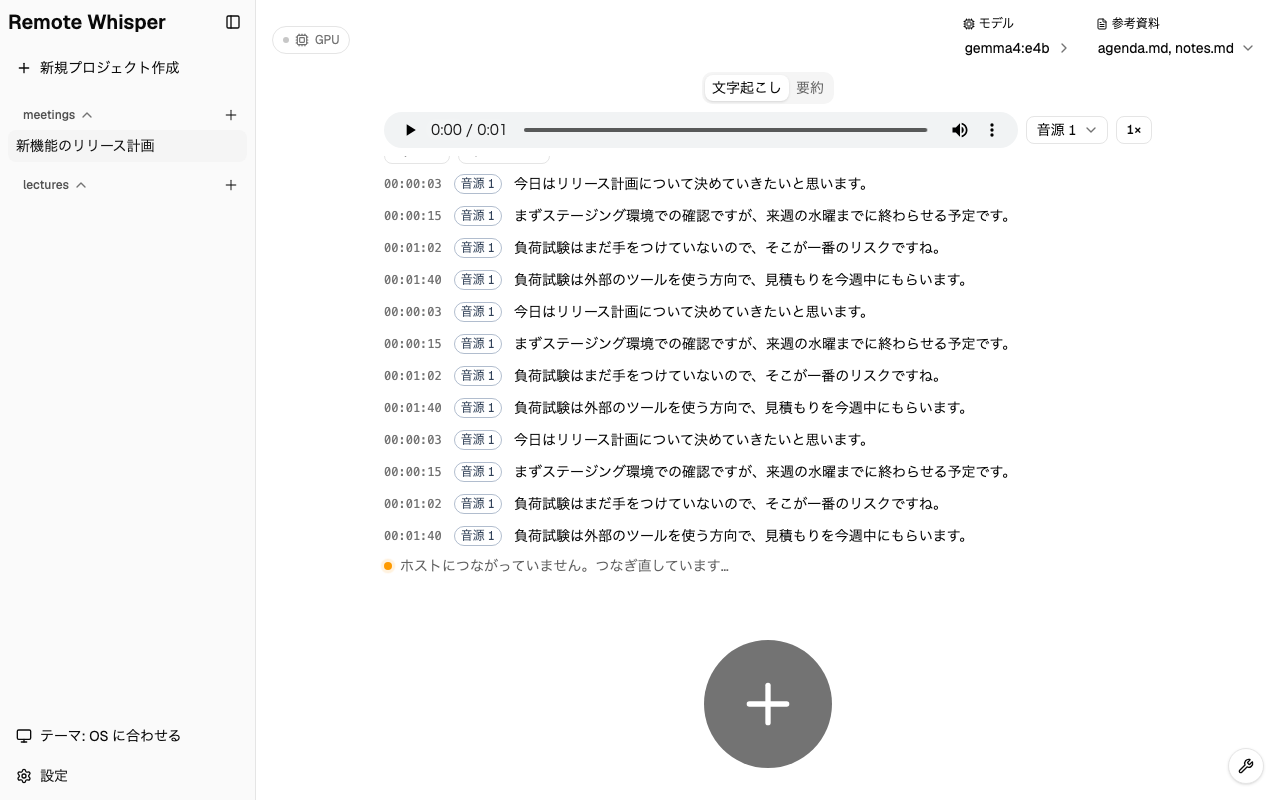 Remote Whisper
新規プロジェクト作成
meetings
新機能のリリース計画
lectures
テーマ: OS に合わせる
設定
GPU
モデル
gemma4:e4b
参考資料
agenda.md, notes.md
文字起こし 要約
0:00 / 0:01 音源 1 1×
00:00:03 音源 1 今日はリリース計画について決めていきたいと思います。
00:00:15 音源 1 まずステージング環境での確認ですが、来週の水曜までに終わらせる予定です。
00:01:02 音源 1 負荷試験はまだ手をつけていないので、そこが一番のリスクですね。
00:01:40 音源 1 負荷試験は外部のツールを使う方向で、見積もりを今週中にもらいます。
00:00:03 音源 1 今日はリリース計画について決めていきたいと思います。
00:00:15 音源 1 まずステージング環境での確認ですが、来週の水曜までに終わらせる予定です。
00:01:02 音源 1 負荷試験はまだ手をつけていないので、そこが一番のリスクですね。
00:01:40 音源 1 負荷試験は外部のツールを使う方向で、見積もりを今週中にもらいます。
00:00:03 音源 1 今日はリリース計画について決めていきたいと思います。
00:00:15 音源 1 まずステージング環境での確認ですが、来週の水曜までに終わらせる予定です。
00:01:02 音源 1 負荷試験はまだ手をつけていないので、そこが一番のリスクですね。
00:01:40 音源 1 負荷試験は外部のツールを使う方向で、見積もりを今週中にもらいます。
ホストにつながっていません。つなぎ直しています…